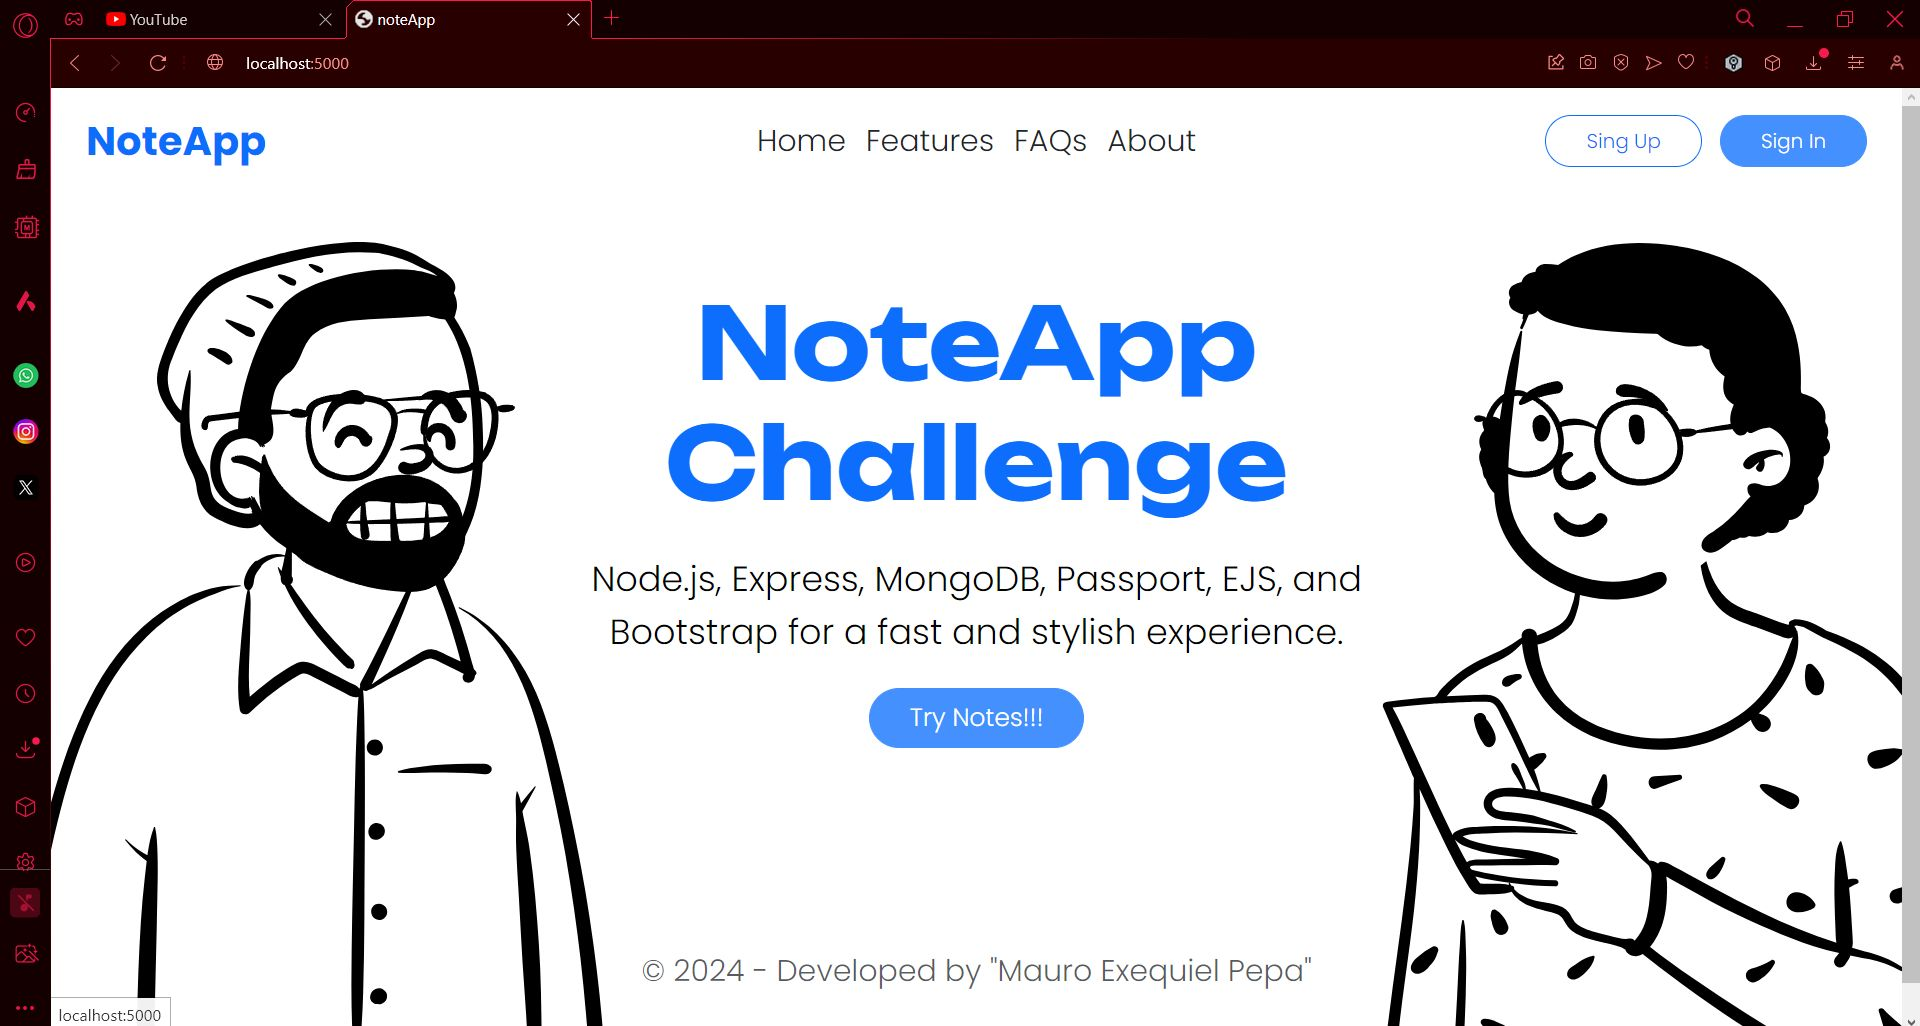 YouTube
noteApp
localhost:5000
NoteApp
Home Features FAQs About
Sing Up
Sign In
NoteApp
Challenge
Node.js, Express, MongoDB, Passport, EJS, and
Bootstrap for a fast and stylish experience.
Try Notes!!!
© 2024 - Developed by "Mauro Exequiel Pepa"
localhost:5000